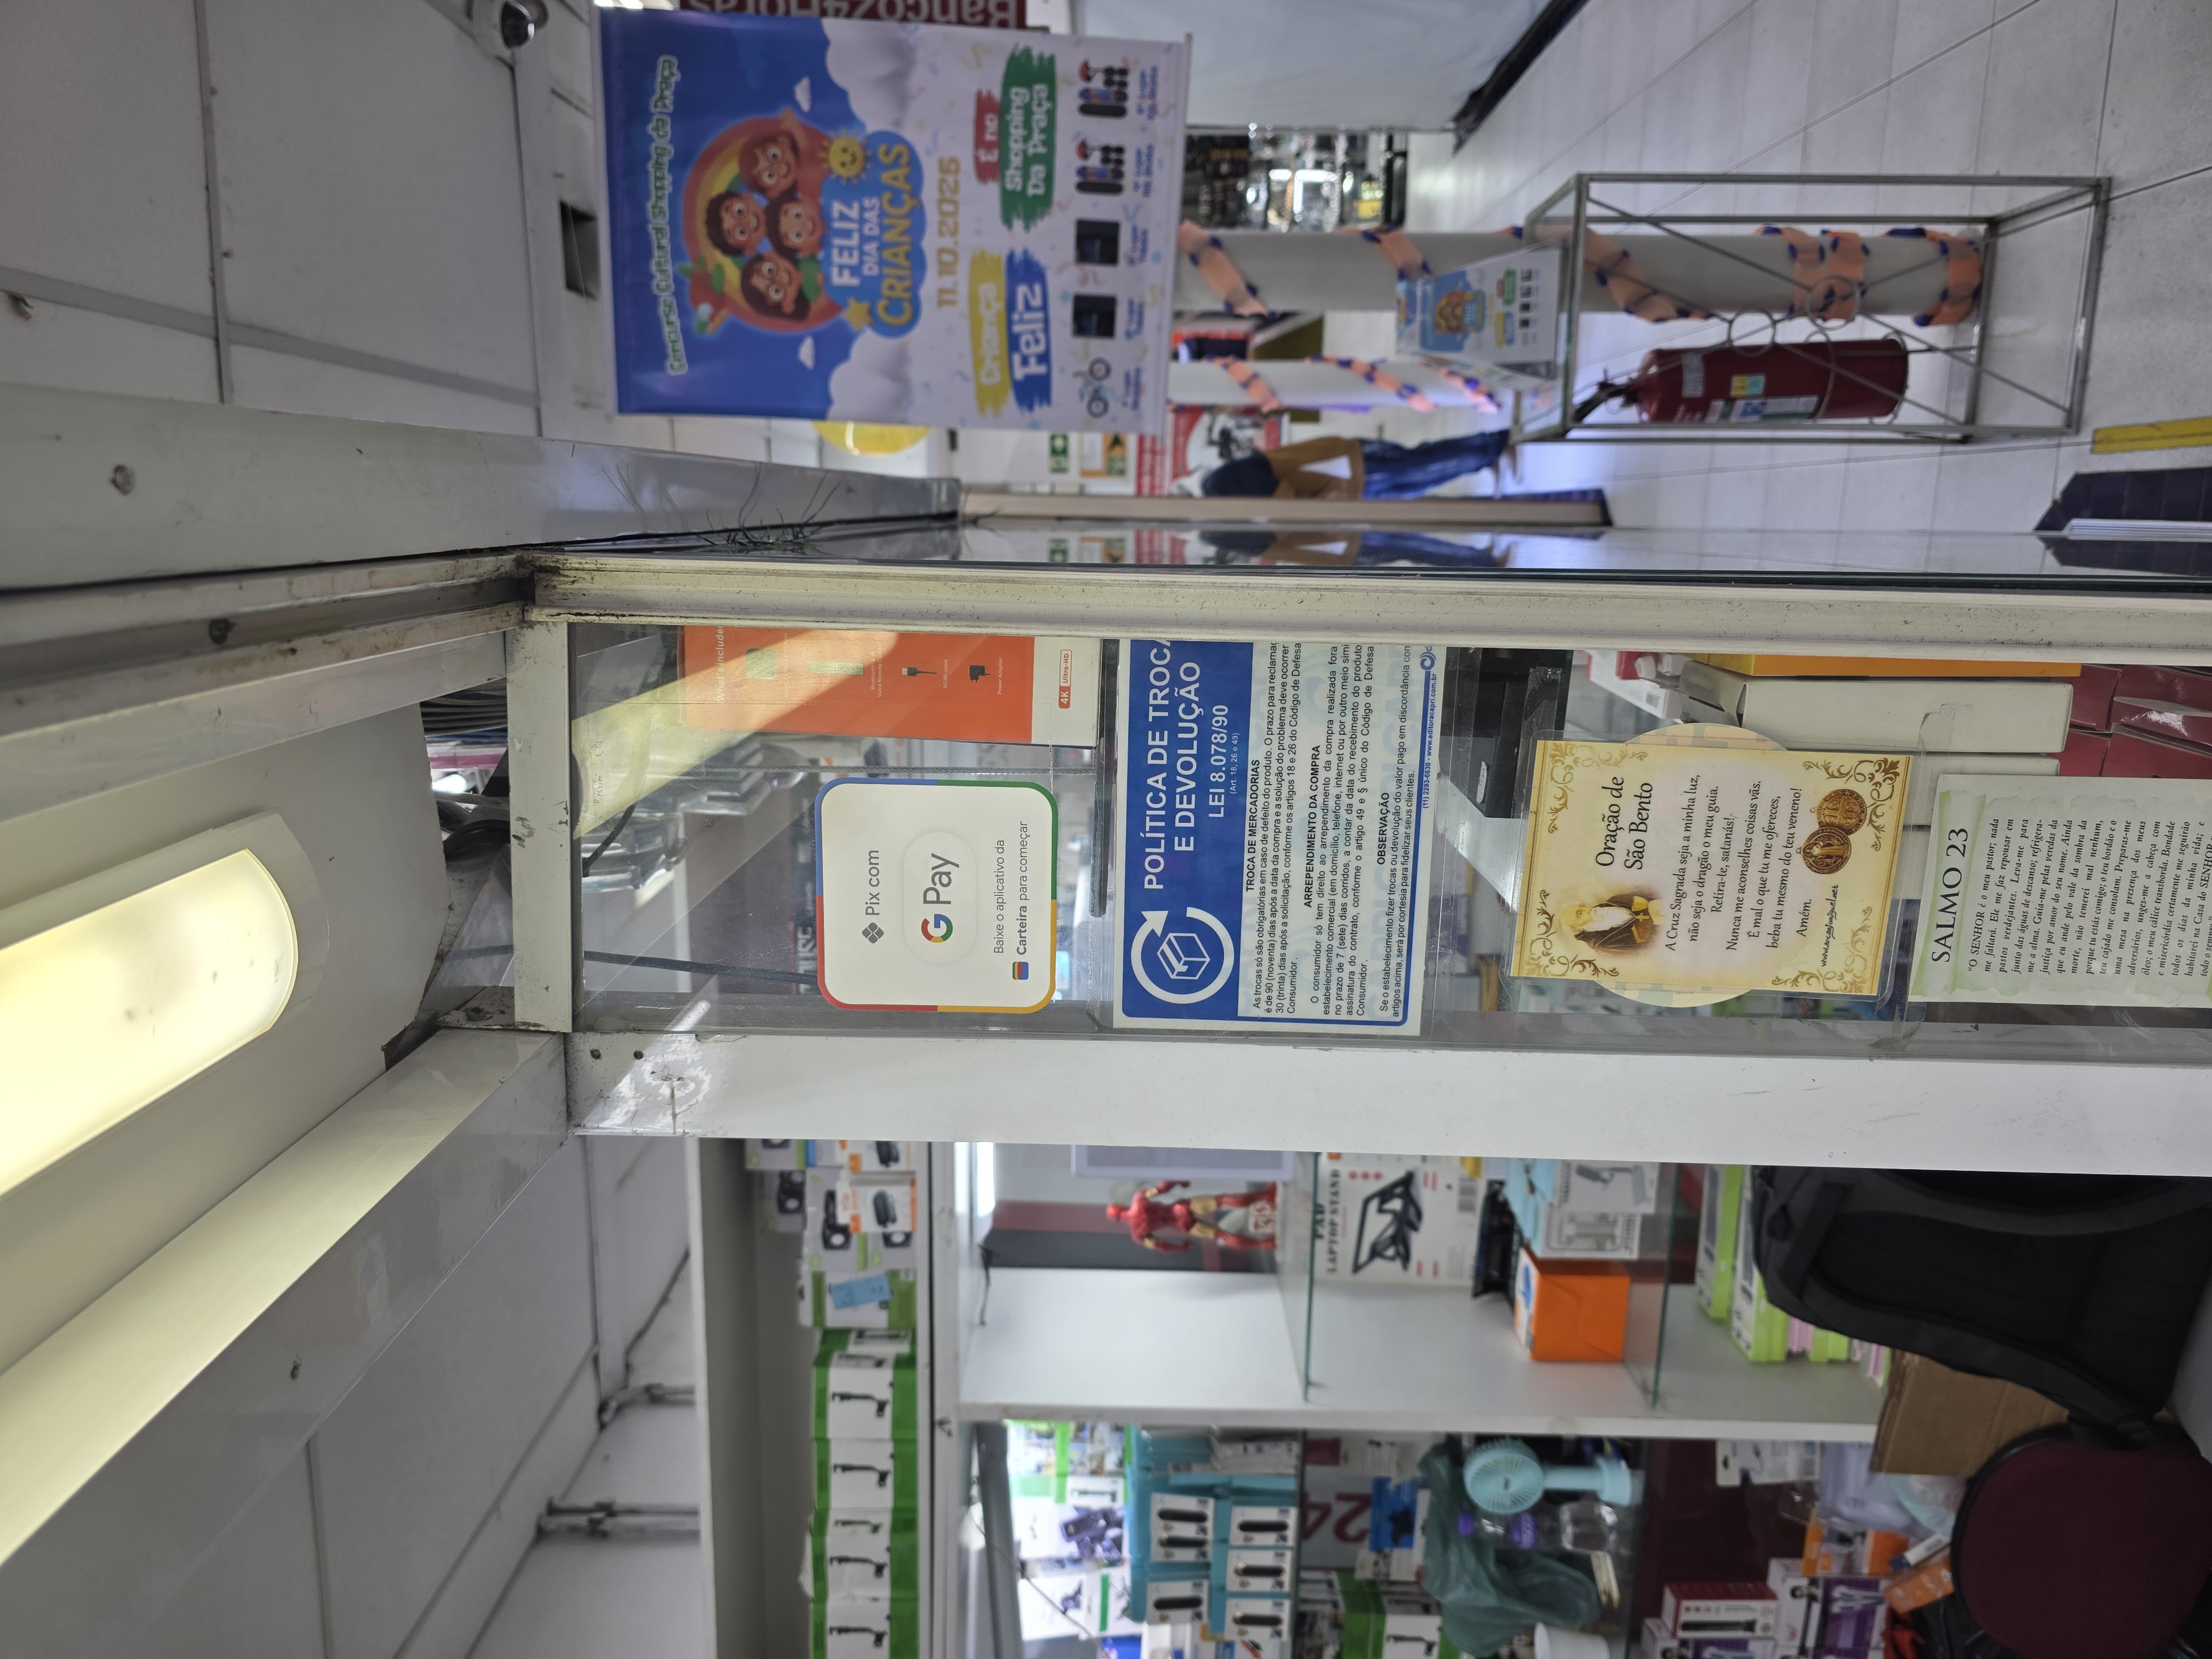 Pix com
G Pay
Baixe o aplicativo da
Carteira para começar
What's included
HDMI cable
Power Adapter
4K Ultra-HD
POLÍTICA DE TROCA
E DEVOLUÇÃO
LEI 8.078/90
(Art. 18, 26 e 49)
TROCA DE MERCADORIAS
As trocas só são obrigatórias em caso de defeito do produto. O prazo para reclamaç
é de 90 (noventa) dias após a data da compra e a solução do problema deve ocorrer
30 (trinta) dias após a solicitação, conforme os artigos 18 e 26 do Código de Defesa
Consumidor.
ARREPENDIMENTO DA COMPRA
O consumidor só tem direito ao arrependimento da compra realizada fora
estabelecimento comercial (em domicílio, telefone, internet ou por outro meio simi
no prazo de 7 (sete) dias corridos, a contar da data do recebimento do produto
assinatura do contrato, conforme o artigo 49 e § único do Código de Defesa
Consumidor.
OBSERVAÇÃO
Se o estabelecimento fizer trocas ou devolução do valor pago em discordância com
artigos acima, será por cortesia para fidelizar seus clientes.
(11) 2293-6630 - www.editoracapri.com.br
Oração de
São Bento
A Cruz Sagrada seja a minha luz,
não seja o dragão o meu guia.
Retira-te, satanás!
Nunca me aconselhes coisas vãs.
É mal o que tu me ofereces,
beba tu mesmo do teu veneno!
Amém.
www.arcanjomiguel.net
SALMO 23
"O SENHOR é o meu pastor; nada
me faltará. Ele me faz repousar em
pastos verdejantes. Leva-me para
junto das águas de descanso; refrigera-
me a alma. Guia-me pelas veredas da
justiça por amor do seu nome. Ainda
que eu ande pelo vale da sombra da
morte, não temerei mal nenhum,
porque tu estás comigo; o teu bordão e o
teu cajado me consolam. Preparas-me
uma mesa na presença dos meus
adversários, unges-me a cabeça com
óleo; o meu cálice transborda. Bondade
e misericórdia certamente me seguirão
todos os dias da minha vida; e
habitarei na Casa do SENHOR
todo o sempre."
Concurso Cultural Shopping da Praça
FELIZ
DIA DAS
CRIANÇAS
11.10.2025
Criança
Feliz
É no
Shopping
Da Praça
Banco24Horas
PAD
LAPTOP STAND
24